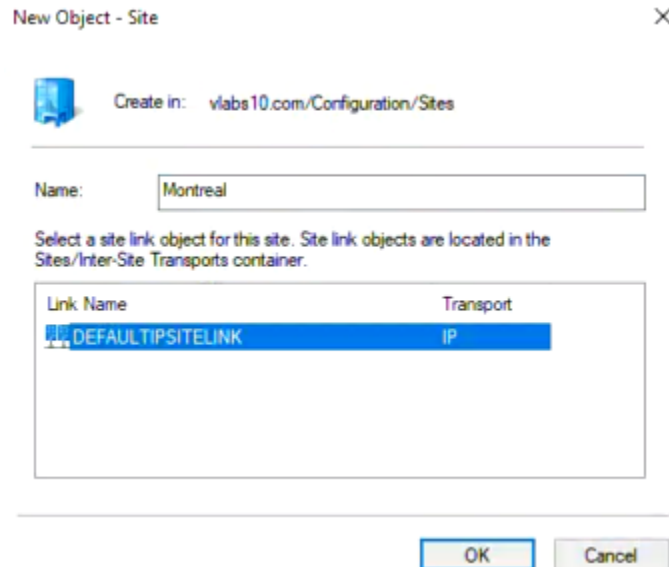 New Object - Site
Create in: vlabs10.com/Configuration/Sites
Name: Montreal
Select a site link object for this site. Site link objects are located in the
Sites/Inter-Site Transports container.
Link Name Transport
DEFAULTIPSITELINK IP
OK Cancel